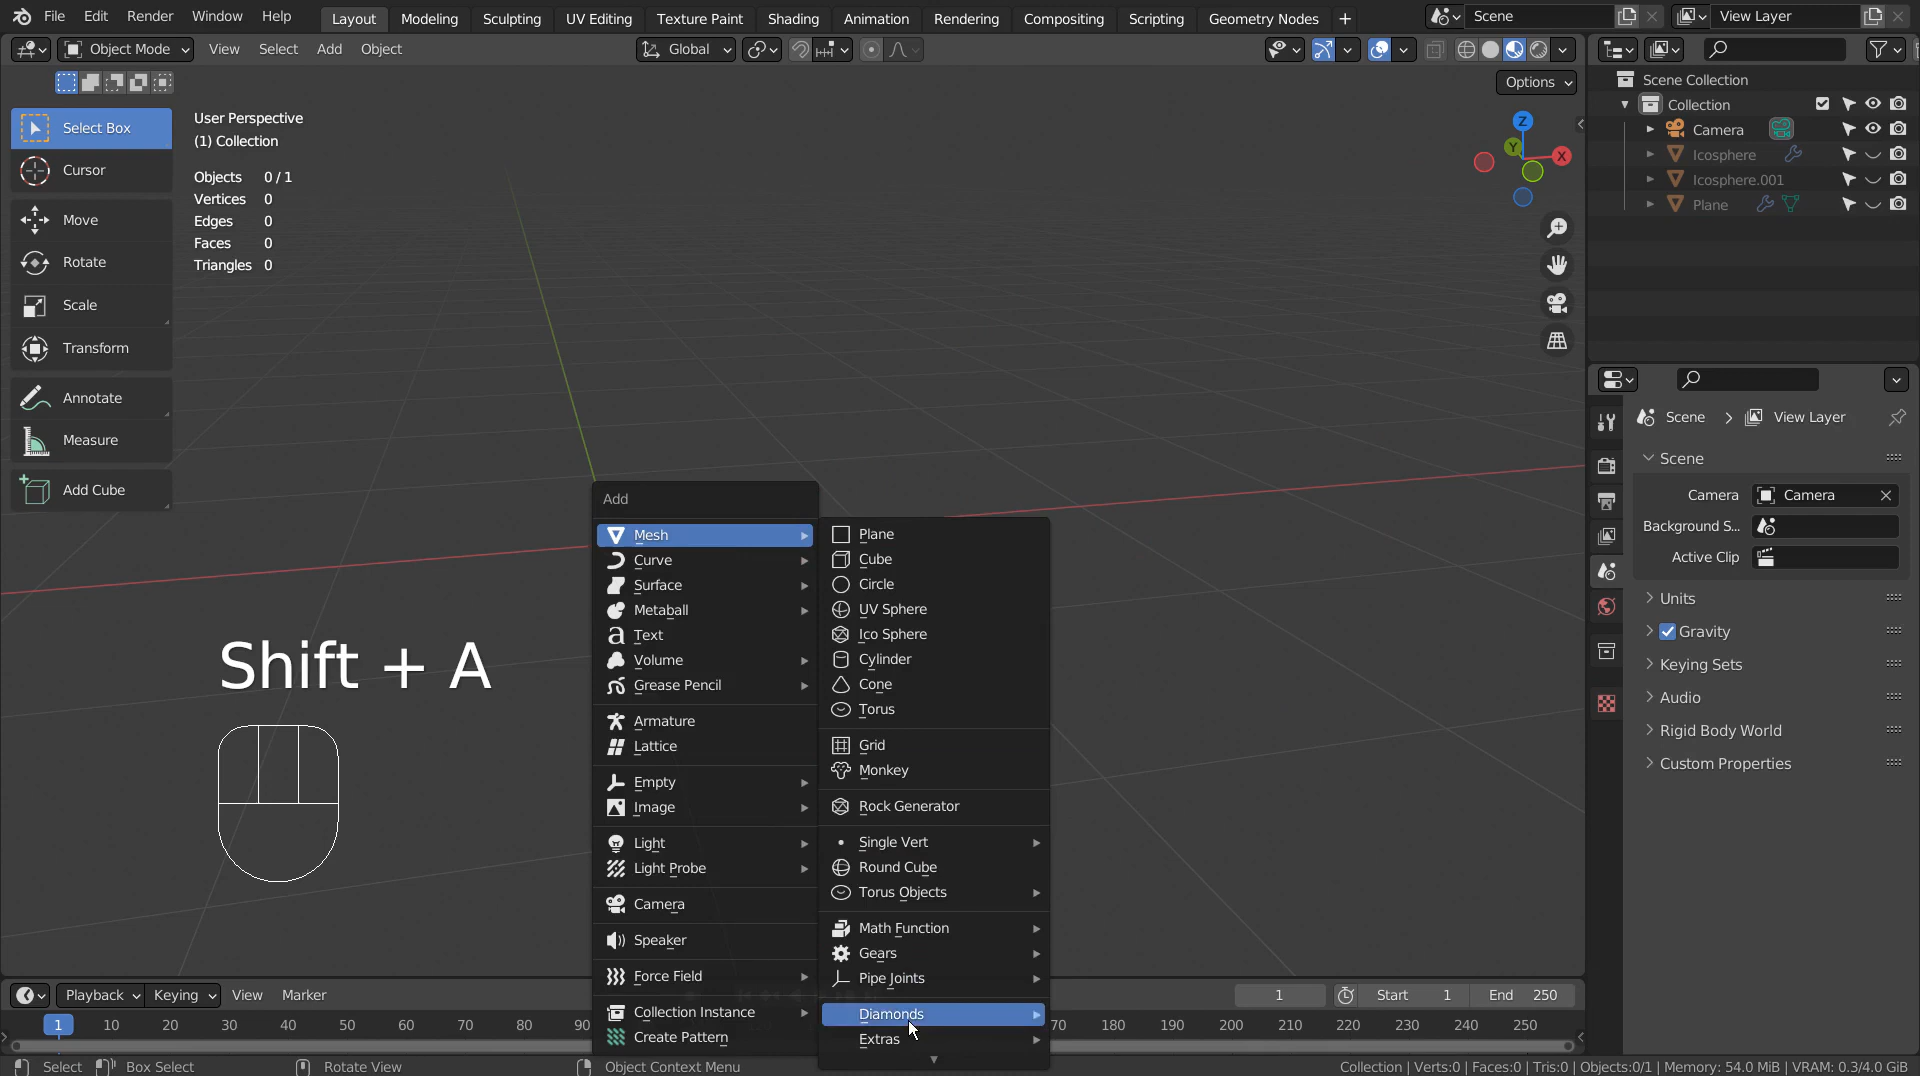 File Edit Render Window Help Layout Modeling Sculpting UV Editing Texture Paint Shading Animation Rendering Compositing Scripting Geometry Nodes + Scene View Layer
Object Mode View Select Add Object Global
Options
Select Box
Cursor
Move
Rotate
Scale
Transform
Annotate
Measure
Add Cube
User Perspective
(1) Collection
Objects 0 / 1
Vertices 0
Edges 0
Faces 0
Triangles 0
Z
Y
X
Shift + A
Add
Mesh
Curve
Surface
Metaball
Text
Volume
Grease Pencil
Armature
Lattice
Empty
Image
Light
Light Probe
Camera
Speaker
Force Field
Collection Instance
Create Pattern
Plane
Cube
Circle
UV Sphere
Ico Sphere
Cylinder
Cone
Torus
Grid
Monkey
Rock Generator
Single Vert
Round Cube
Torus Objects
Math Function
Gears
Pipe Joints
Diamonds
Extras
Scene Collection
Collection
Camera
Icosphere
Icosphere.001
Plane
Scene > View Layer
Scene
Camera Camera
Background S...
Active Clip
Units
Gravity
Keying Sets
Audio
Rigid Body World
Custom Properties
Playback Keying View Marker 1 Start 1 End 250
1 10 20 30 40 50 60 70 80 90 70 180 190 200 210 220 230 240 250
Select Box Select Rotate View Object Context Menu Collection | Verts:0 | Faces:0 | Tris:0 | Objects:0/1 | Memory: 54.0 MiB | VRAM: 0.3/4.0 GiB